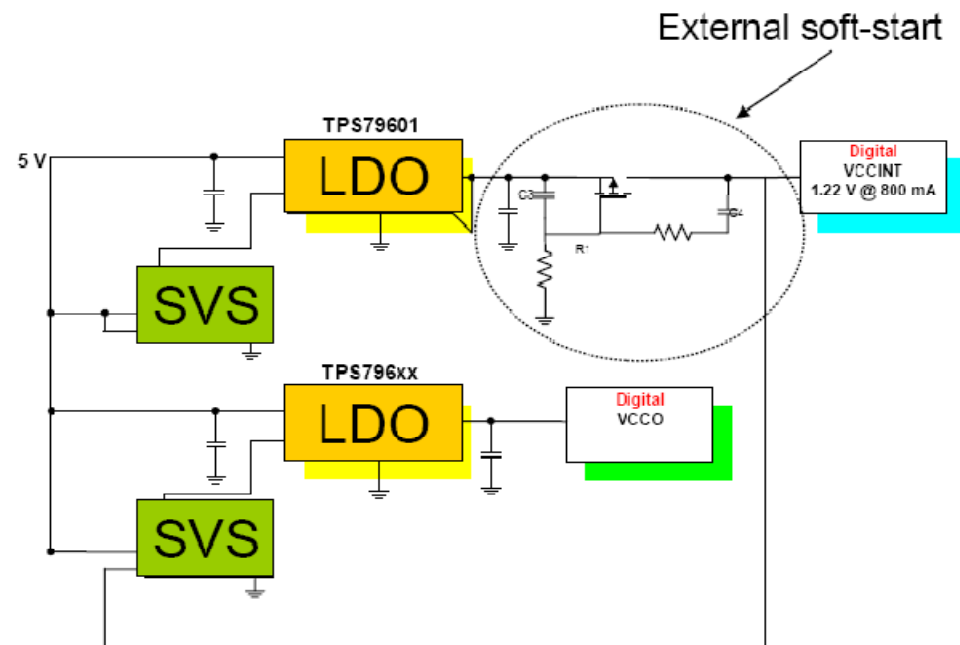 External soft-start
TPS79601
5 V
LDO
Digital
VCCINT
1.22 V @ 800 mA
C3
R1
SVS
TPS796xx
LDO
Digital
VCCO
SVS